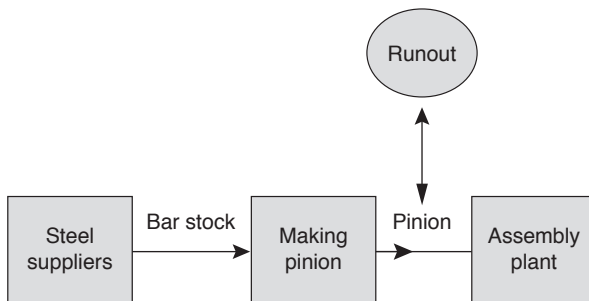 Runout
Bar stock
Pinion
Steel
suppliers
Making
pinion
Assembly
plant